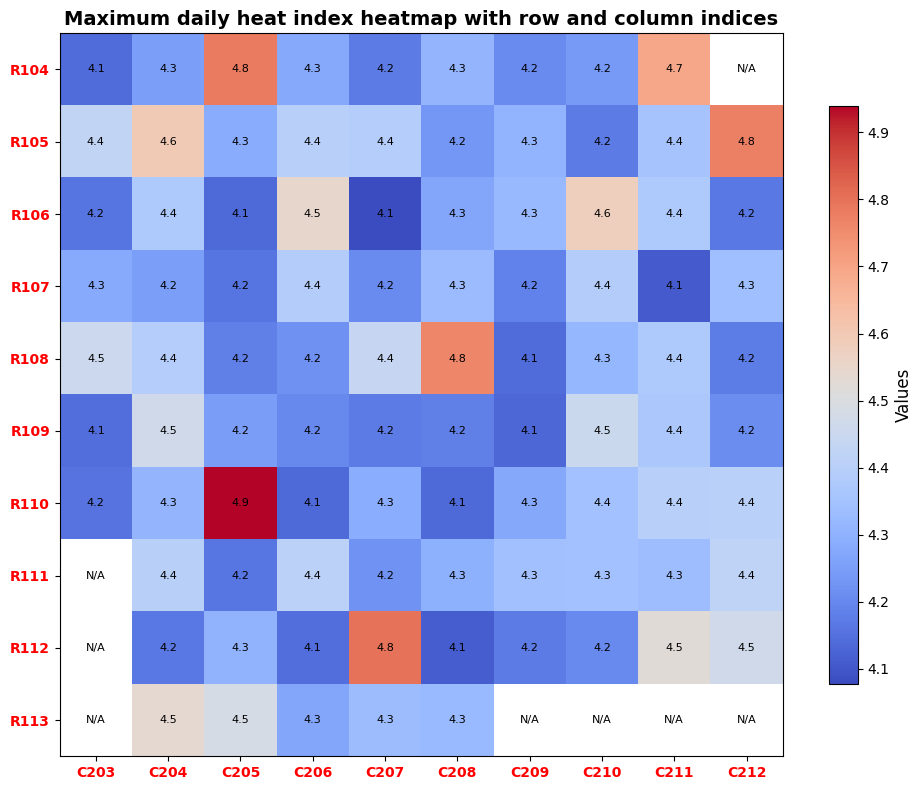 Maximum daily heat index heatmap with row and column indices
R104 4.1 4.3 4.8 4.3 4.2 4.3 4.2 4.2 4.7 N/A
R105 4.4 4.6 4.3 4.4 4.4 4.2 4.3 4.2 4.4 4.8
R106 4.2 4.4 4.1 4.5 4.1 4.3 4.3 4.6 4.4 4.2
R107 4.3 4.2 4.2 4.4 4.2 4.3 4.2 4.4 4.1 4.3
R108 4.5 4.4 4.2 4.2 4.4 4.8 4.1 4.3 4.4 4.2
R109 4.1 4.5 4.2 4.2 4.2 4.2 4.1 4.5 4.4 4.2
R110 4.2 4.3 4.9 4.1 4.3 4.1 4.3 4.4 4.4 4.4
R111 N/A 4.4 4.2 4.4 4.2 4.3 4.3 4.3 4.3 4.4
R112 N/A 4.2 4.3 4.1 4.8 4.1 4.2 4.2 4.5 4.5
R113 N/A 4.5 4.5 4.3 4.3 4.3 N/A N/A N/A N/A
C203 C204 C205 C206 C207 C208 C209 C210 C211 C212
4.9
4.8
4.7
4.6
4.5
4.4
4.3
4.2
4.1
Values